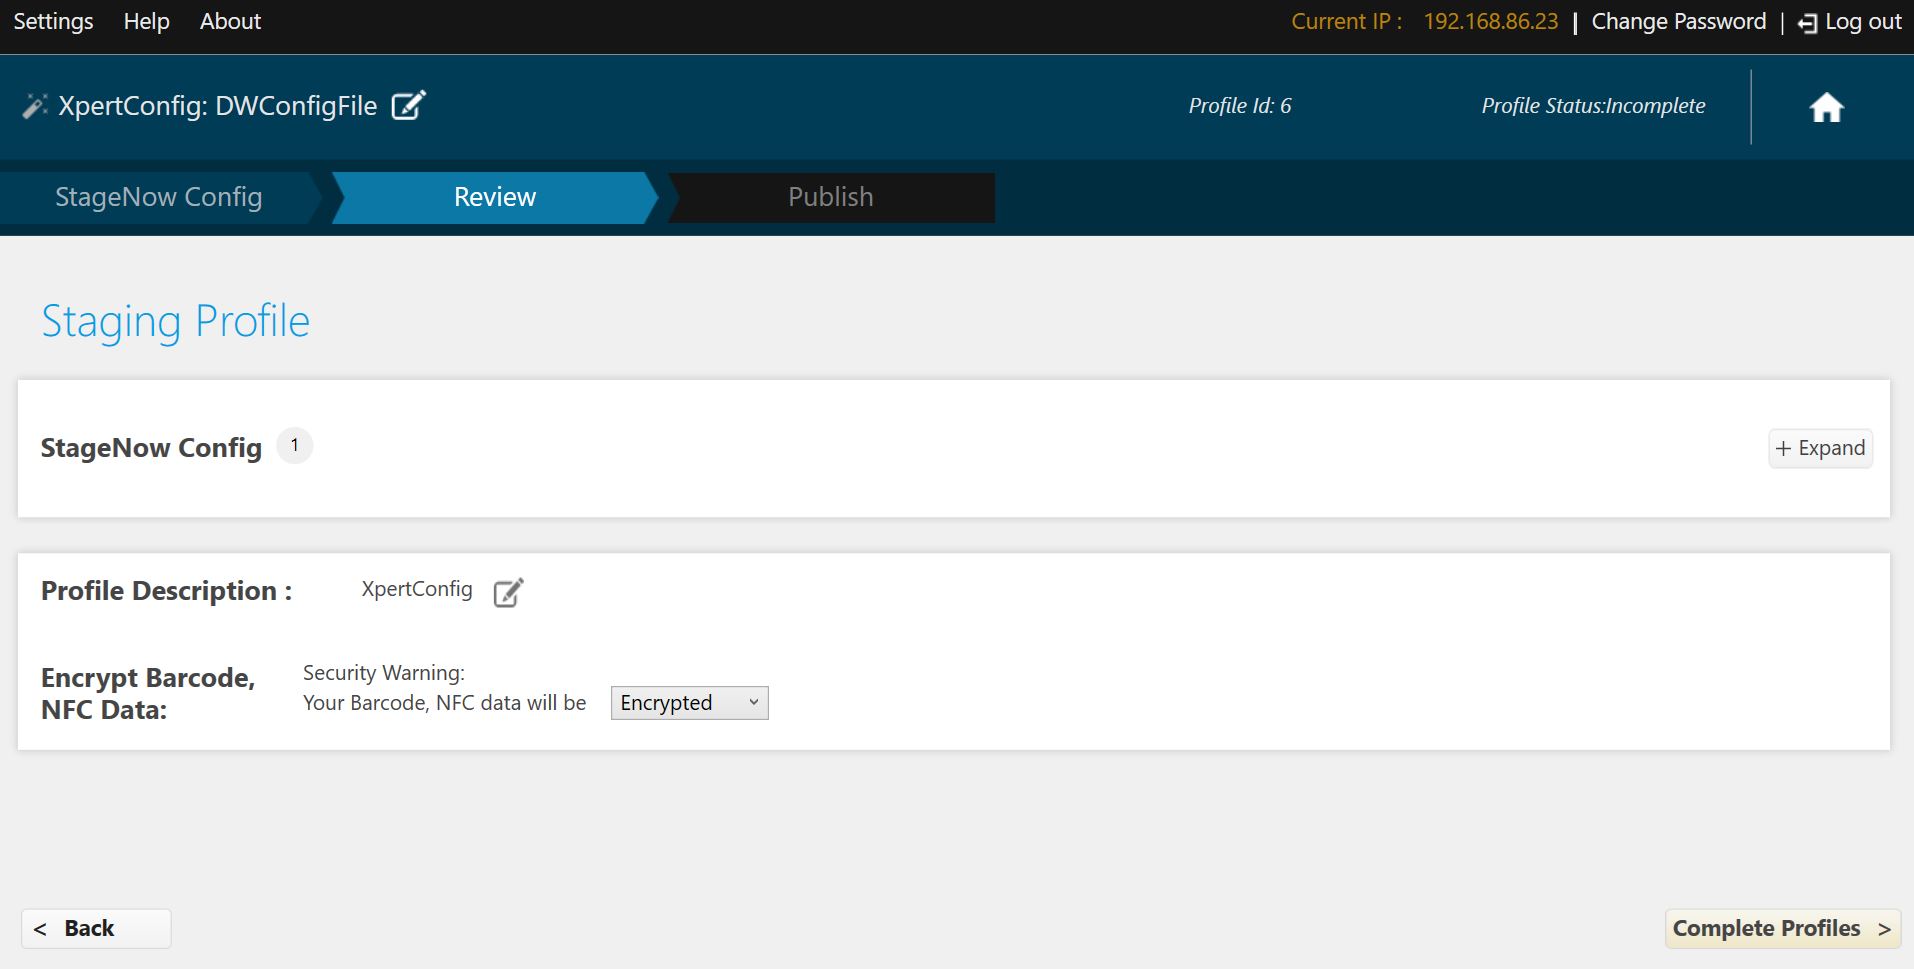 Settings Help About Current IP : 192.168.86.23 | Change Password | Log out
XpertConfig: DWConfigFile Profile Id: 6 Profile Status:Incomplete
StageNow Config Review Publish
Staging Profile
StageNow Config 1 + Expand
Profile Description : XpertConfig
Encrypt Barcode, NFC Data:
Security Warning:
Your Barcode, NFC data will be Encrypted
< Back Complete Profiles >